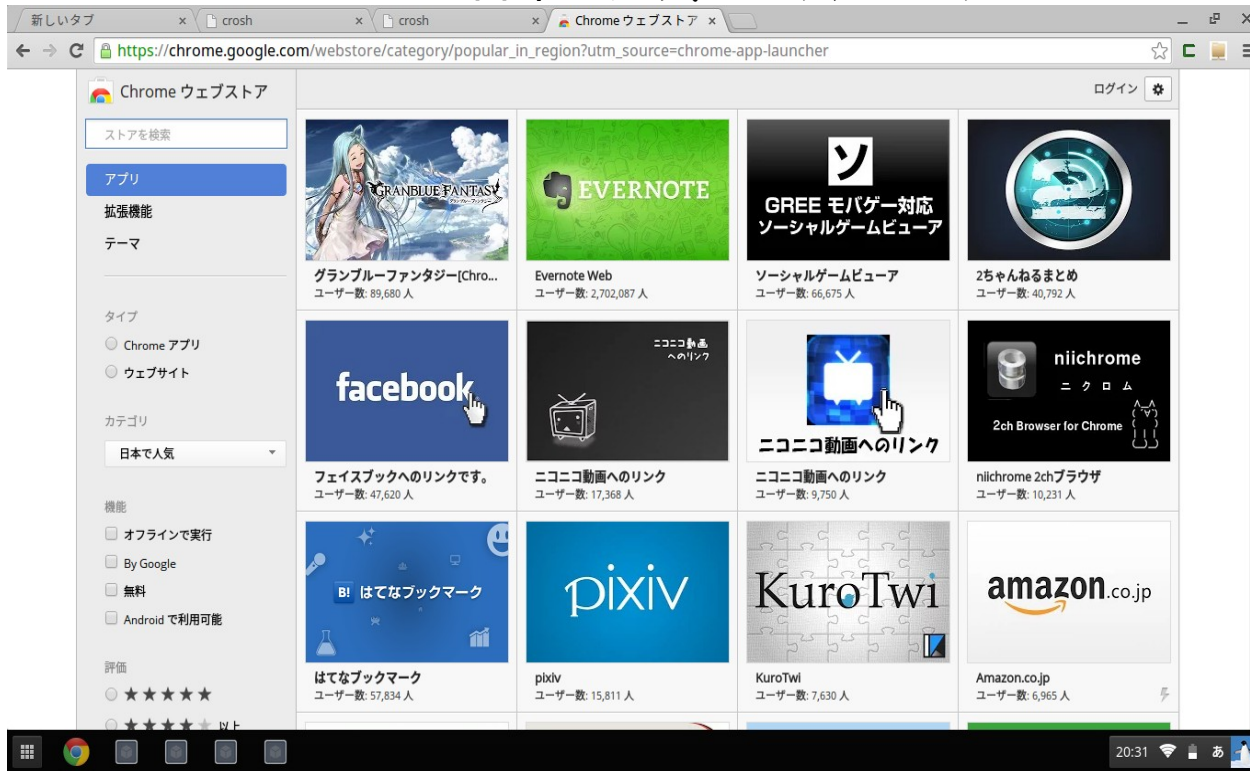 新しいタブ
crosh
crosh
Chrome ウェブストア
https://chrome.google.com/webstore/category/popular_in_region?utm_source=chrome-app-launcher
Chrome ウェブストア
ログイン
ストアを検索
アプリ
拡張機能
テーマ
タイプ
Chrome アプリ
ウェブサイト
カテゴリ
日本で人気
機能
オフラインで実行
By Google
無料
Android で利用可能
評価
★★★★★
★★★★★ 以上
GRANBLUE FANTASY
グランブルーファンタジー[Chro...
ユーザー数: 89,680 人
EVERNOTE
Evernote Web
ユーザー数: 2,702,087 人
ソ
GREE モバゲー対応
ソーシャルゲームビューア
ソーシャルゲームビューア
ユーザー数: 66,675 人
2
2ちゃんねるまとめ
ユーザー数: 40,792 人
facebook
フェイスブックへのリンクです。
ユーザー数: 47,620 人
ニコニコ動画
へのリンク
ニコニコ動画へのリンク
ユーザー数: 17,368 人
ニコニコ動画へのリンク
ニコニコ動画へのリンク
ユーザー数: 9,750 人
niichrome
ニクロム
2ch Browser for Chrome
niichrome 2chブラウザ
ユーザー数: 10,231 人
B! はてなブックマーク
はてなブックマーク
ユーザー数: 57,834 人
pixiv
pixiv
ユーザー数: 15,811 人
KuroTwi
KuroTwi
ユーザー数: 7,630 人
amazon.co.jp
Amazon.co.jp
ユーザー数: 6,965 人
20:31
あ